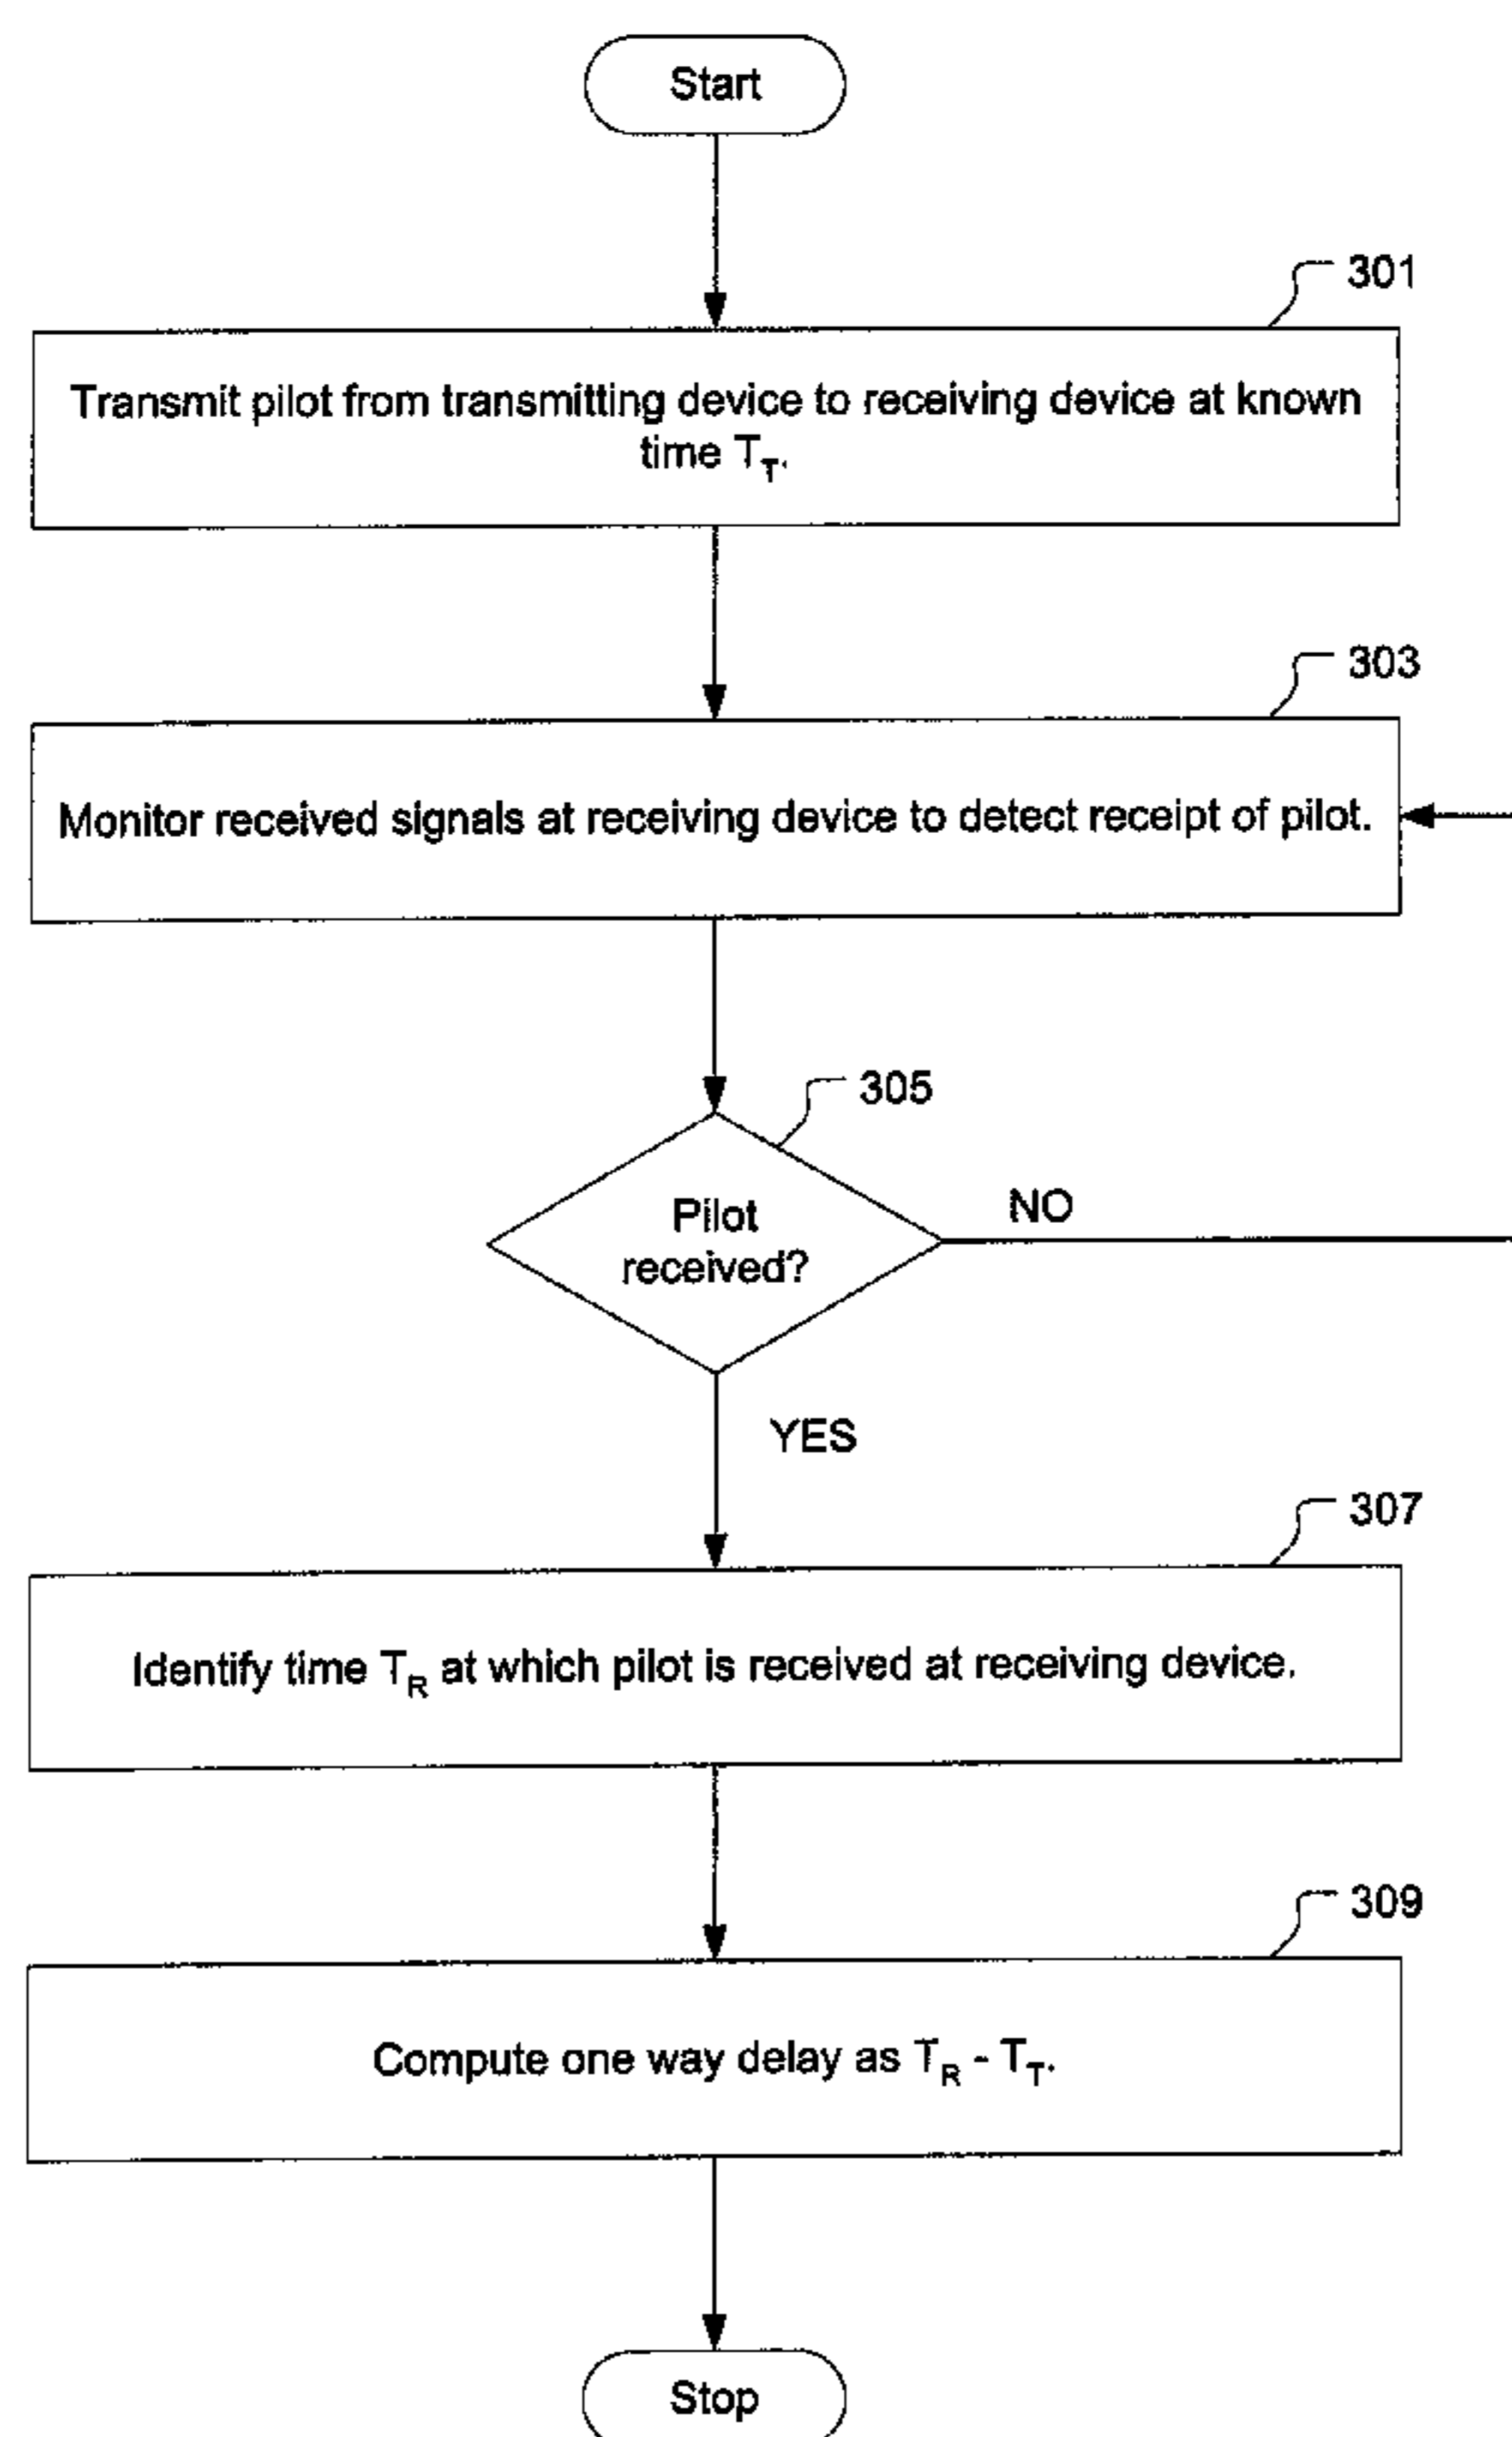 Start
301
Transmit pilot from transmitting device to receiving device at known
time T_T.
303
Monitor received signals at receiving device to detect receipt of pilot.
305
Pilot
received?
NO
YES
307
Identify time T_R at which pilot is received at receiving device.
309
Compute one way delay as T_R - T_T.
Stop